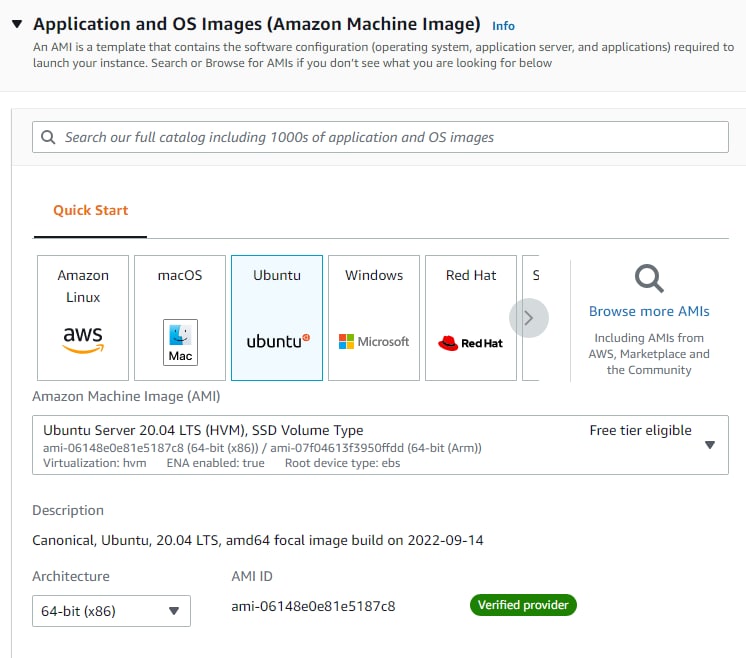 Application and OS Images (Amazon Machine Image) Info
An AMI is a template that contains the software configuration (operating system, application server, and applications) required to
launch your instance. Search or Browse for AMIs if you don't see what you are looking for below
Search our full catalog including 1000s of application and OS images
Quick Start
Amazon
Linux
aws
macOS
Mac
Ubuntu
ubuntu
Windows
Microsoft
Red Hat
Red Hat
S
Browse more AMIs
Including AMIs from
AWS, Marketplace and
the Community
Amazon Machine Image (AMI)
Ubuntu Server 20.04 LTS (HVM), SSD Volume Type
Free tier eligible
ami-06148e0e81e5187c8 (64-bit (x86)) / ami-07f04613f3950ffdd (64-bit (Arm))
Virtualization: hvm ENA enabled: true Root device type: ebs
Description
Canonical, Ubuntu, 20.04 LTS, amd64 focal image build on 2022-09-14
Architecture
AMI ID
64-bit (x86)
ami-06148e0e81e5187c8
Verified provider